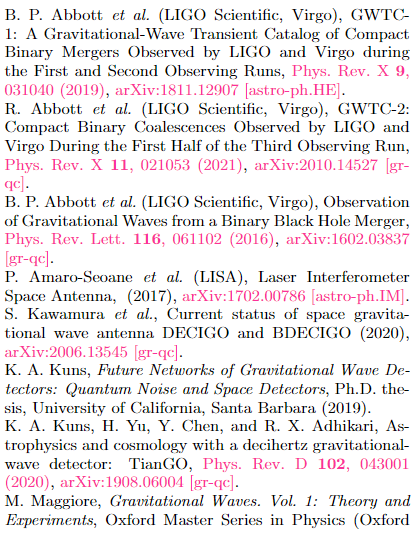 B. P. Abbott et al. (LIGO Scientific, Virgo), GWTC-
1: A Gravitational-Wave Transient Catalog of Compact
Binary Mergers Observed by LIGO and Virgo during
the First and Second Observing Runs, Phys. Rev. X 9,
031040 (2019), arXiv:1811.12907 [astro-ph.HE].
R. Abbott et al. (LIGO Scientific, Virgo), GWTC-2:
Compact Binary Coalescences Observed by LIGO and
Virgo During the First Half of the Third Observing Run,
Phys. Rev. X 11, 021053 (2021), arXiv:2010.14527 [gr-
qc].
B. P. Abbott et al. (LIGO Scientific, Virgo), Observation
of Gravitational Waves from a Binary Black Hole Merger,
Phys. Rev. Lett. 116, 061102 (2016), arXiv:1602.03837
[gr-qc].
P. Amaro-Seoane et al. (LISA), Laser Interferometer
Space Antenna, (2017), arXiv:1702.00786 [astro-ph.IM].
S. Kawamura et al., Current status of space gravita-
tional wave antenna DECIGO and BDECIGO (2020),
arXiv:2006.13545 [gr-qc].
K. A. Kuns, Future Networks of Gravitational Wave De-
tectors: Quantum Noise and Space Detectors, Ph.D. the-
sis, University of California, Santa Barbara (2019).
K. A. Kuns, H. Yu, Y. Chen, and R. X. Adhikari, As-
trophysics and cosmology with a decihertz gravitational-
wave detector: TianGO, Phys. Rev. D 102, 043001
(2020), arXiv:1908.06004 [gr-qc].
M. Maggiore, Gravitational Waves. Vol. 1: Theory and
Experiments, Oxford Master Series in Physics (Oxford